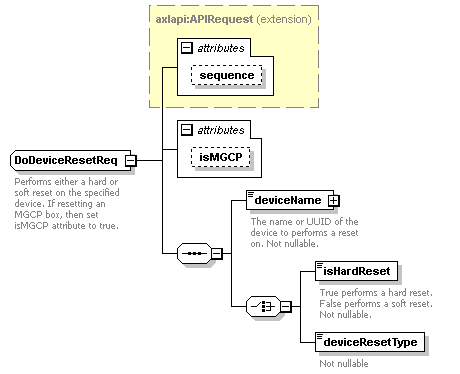 axlapi:APIRequest (extension)
attributes
sequence
attributes
isMGCP
DoDeviceResetReq
Performs either a hard or
soft reset on the specified
device. If resetting an
MGCP box, then set
isMGCP attribute to true.
deviceName
The name or UUID of the
device to performs a reset
on. Not nullable.
isHardReset
True performs a hard reset.
False performs a soft reset.
Not nullable.
deviceResetType
Not nullable